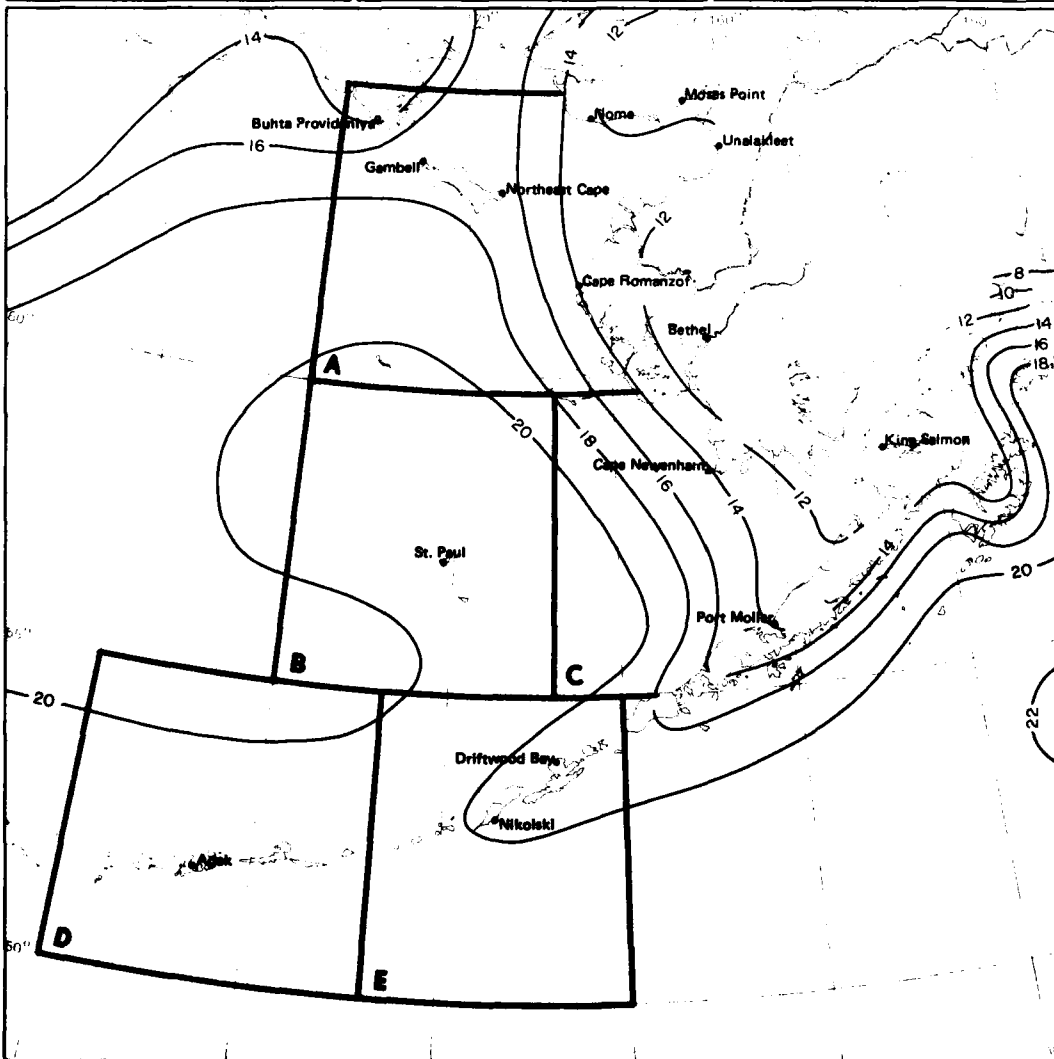 14
12
14
Moses Point
Nome
Buhta Provideniya
Unalakleet
16
Gambell
Northeast Cape
12
Cape Romanzof
8
10
12
14
16
18
Bethel
A
20
18
King Salmon
Cape Newenham
16
14
12
St. Paul
14
20
Port Moller
B
C
20
22
Driftwood Bay
Nikolski
Adak
50°
D
E